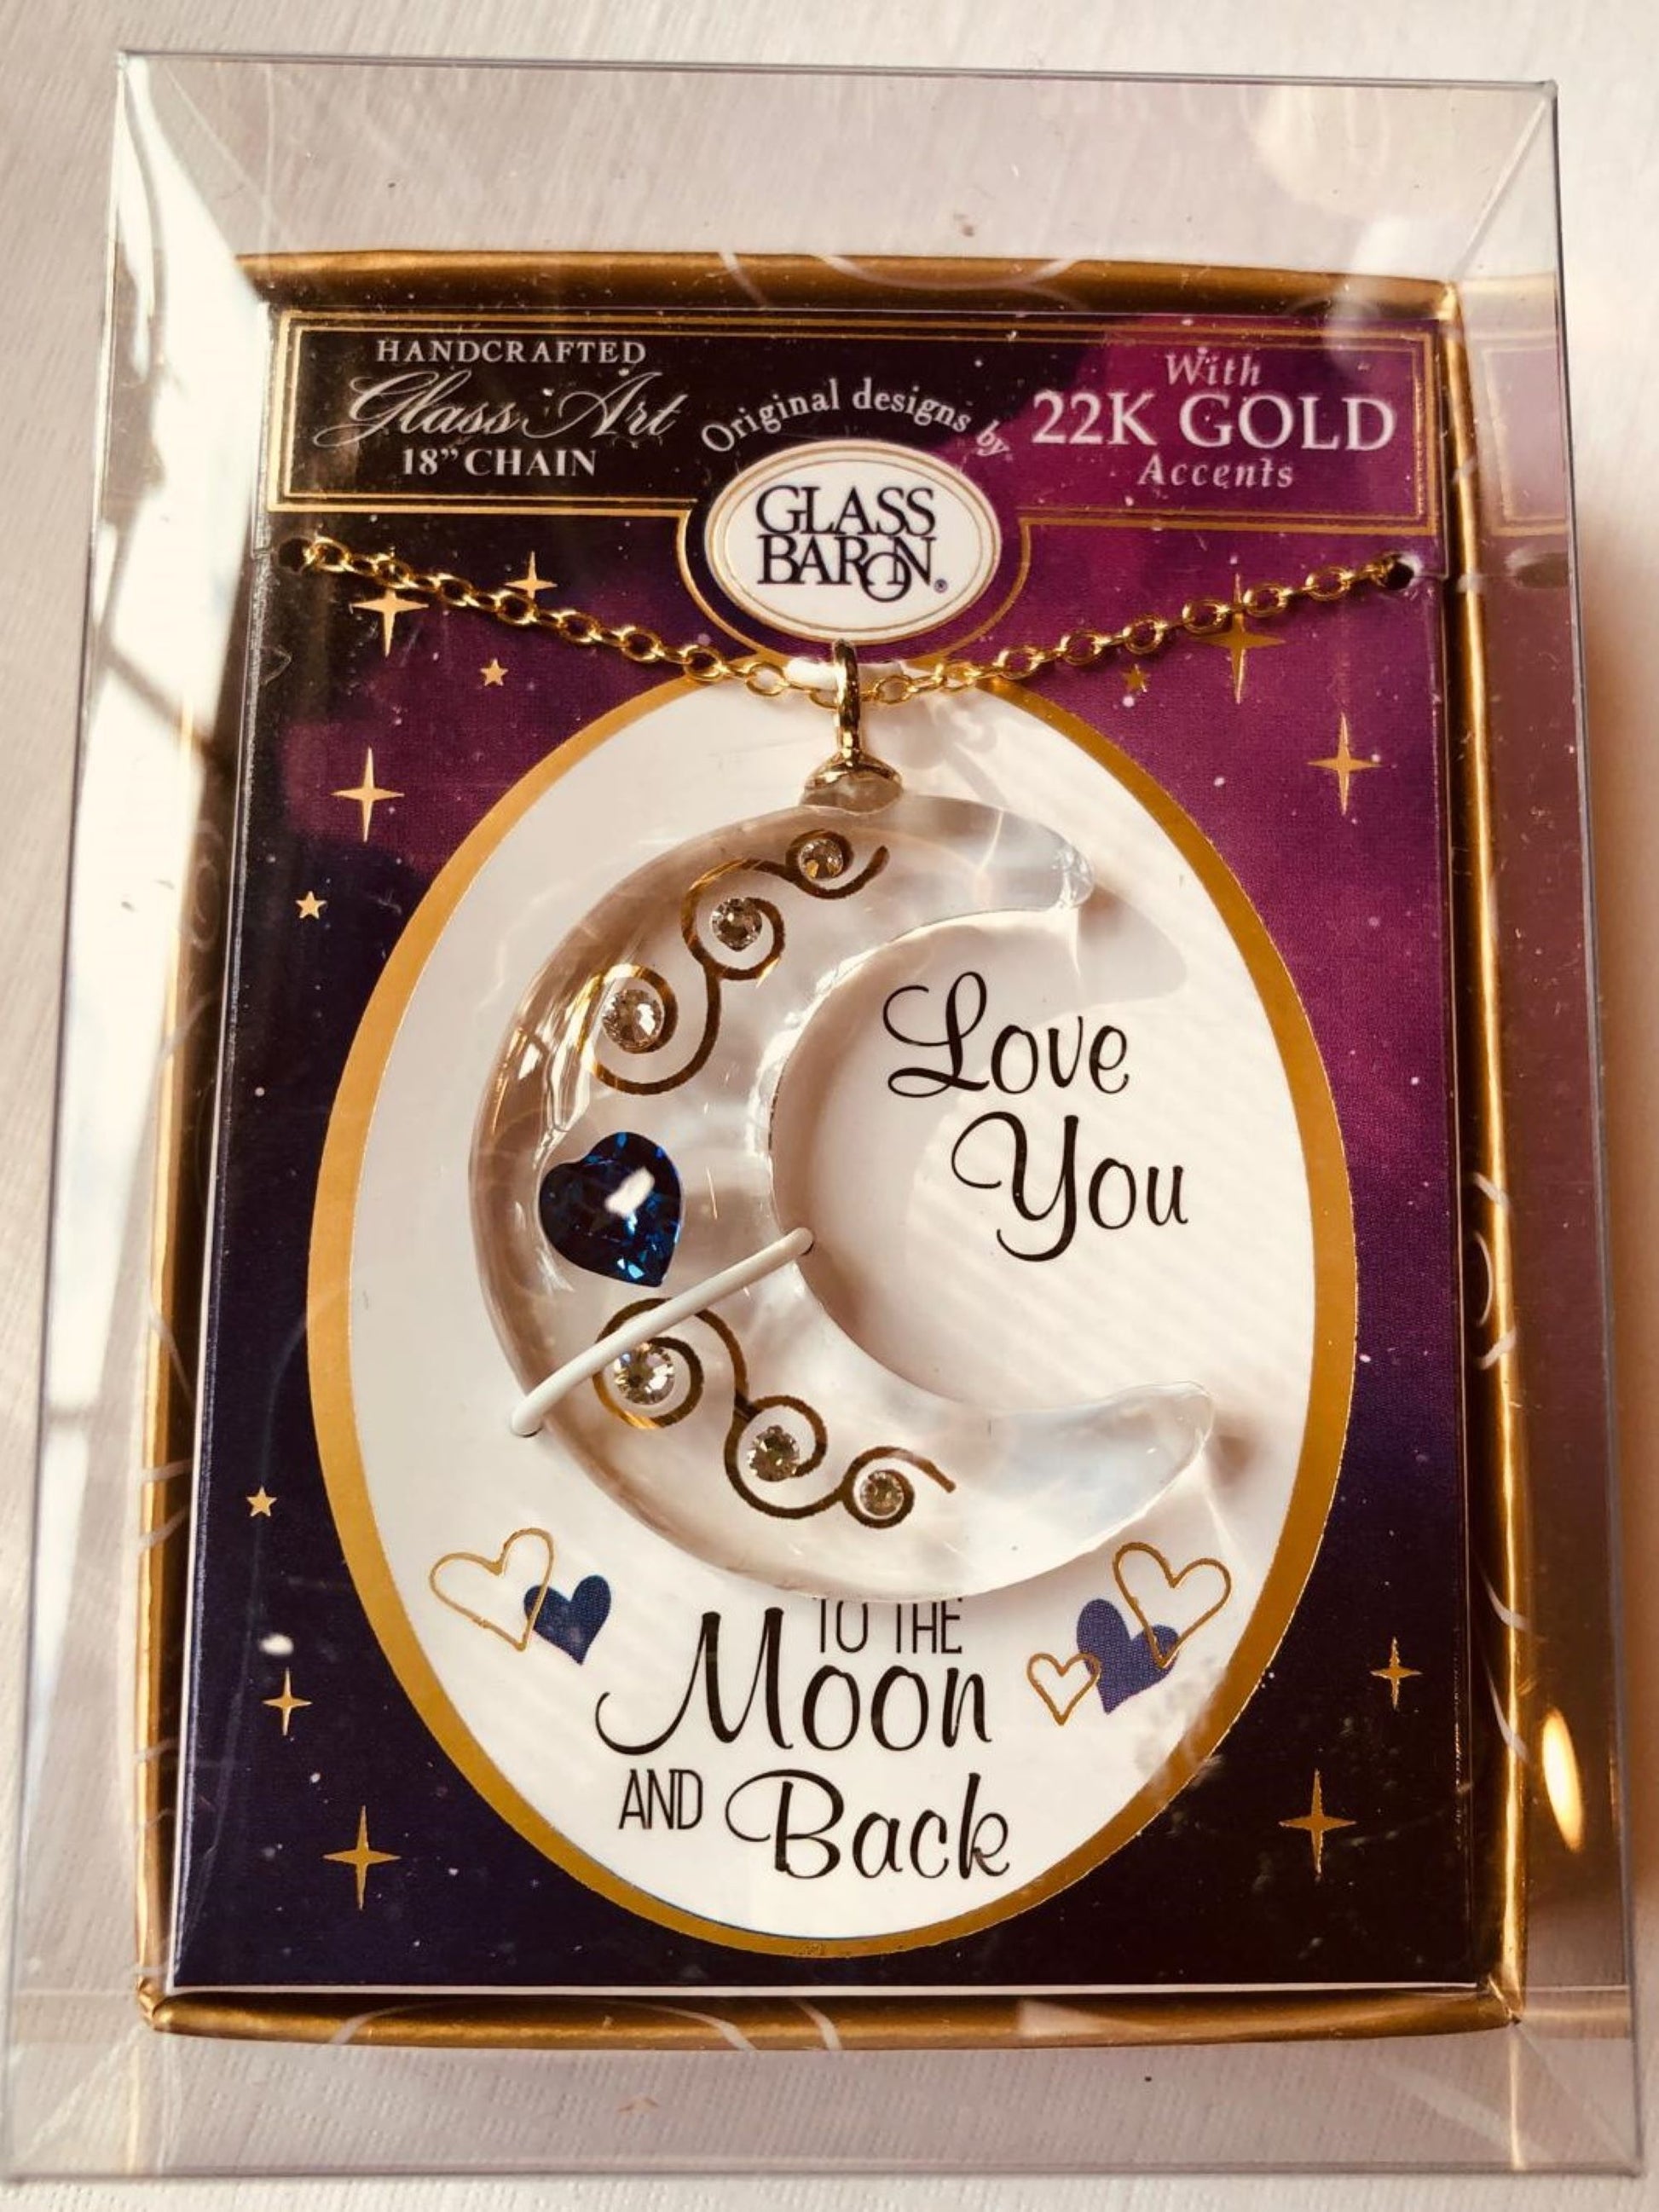 HANDCRAFTED
Glass Art
18" CHAIN
Original designs by
GLASS
BARON®
With
22K GOLD
Accents
Love
You
TO THE
Moon
AND Back